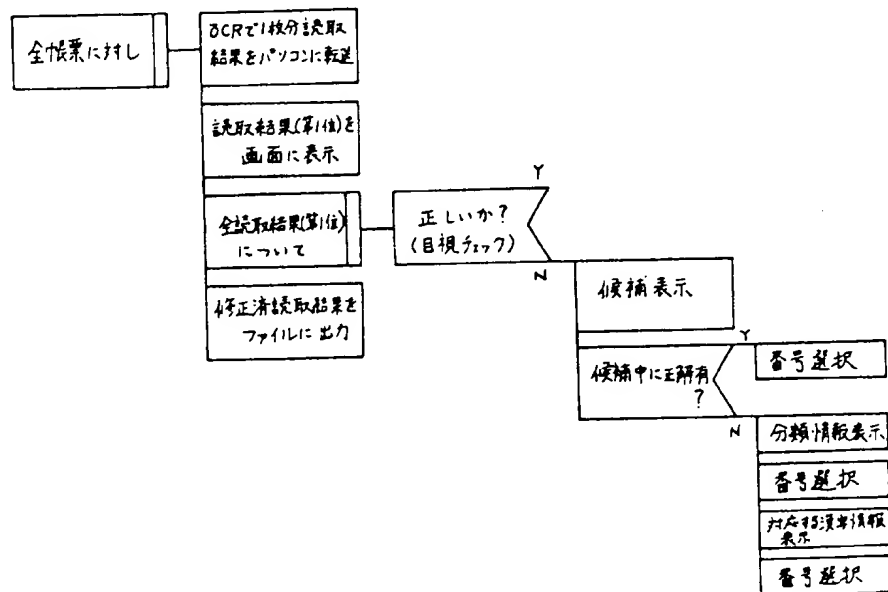 全帳票に対し
OCRで1枚分読取
結果をパソコンに転送
読取結果(第1位)を
画面に表示
全読取結果(第1位)
について
修正済読取結果を
ファイルに出力
正しいか?
(目視チェック)
Y
N
候補表示
候補中に正解有
?
Y
番号選択
N
分類情報表示
番号選択
対応する漢字情報
表示
番号選択